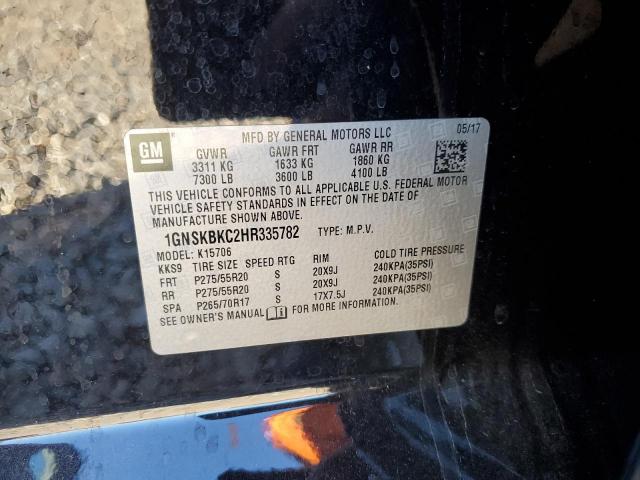 MFD BY GENERAL MOTORS LLC 05/17
GM
GVWR GAWR FRT GAWR RR
3311 KG 1633 KG 1860 KG
7300 LB 3600 LB 4100 LB
THIS VEHICLE CONFORMS TO ALL APPLICABLE U.S. FEDERAL MOTOR
VEHICLE SAFETY STANDARDS IN EFFECT ON THE DATE OF
MANUFACTURE SHOWN ABOVE.
1GNSKBKC2HR335782 TYPE: M.P.V.
MODEL: K15706
KKS9 TIRE SIZE SPEED RTG RIM COLD TIRE PRESSURE
FRT P275/55R20 S 20X9J 240KPA(35PSI)
RR P275/55R20 S 20X9J 240KPA(35PSI)
SPA P265/70R17 S 17X7.5J 240KPA(35PSI)
SEE OWNER'S MANUAL FOR MORE INFORMATION.